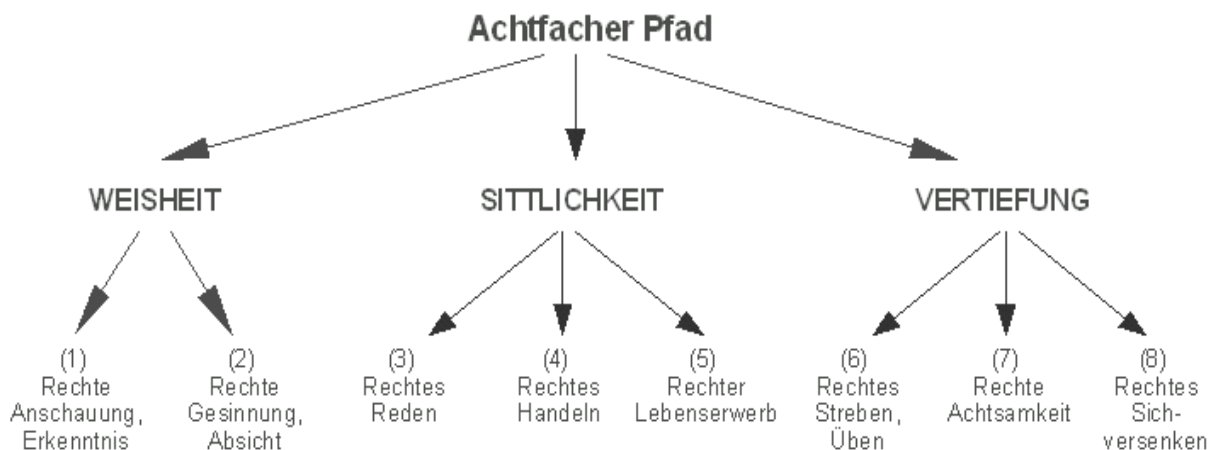 Achtfacher Pfad
WEISHEIT
SITTLICHKEIT
VERTIEFUNG
(1)
Rechte
Anschauung,
Erkenntnis
(2)
Rechte
Gesinnung,
Absicht
(3)
Rechtes
Reden
(4)
Rechtes
Handeln
(5)
Rechter
Lebenserwerb
(6)
Rechtes
Streben,
Üben
(7)
Rechte
Achtsamkeit
(8)
Rechtes
Sich-
versenken